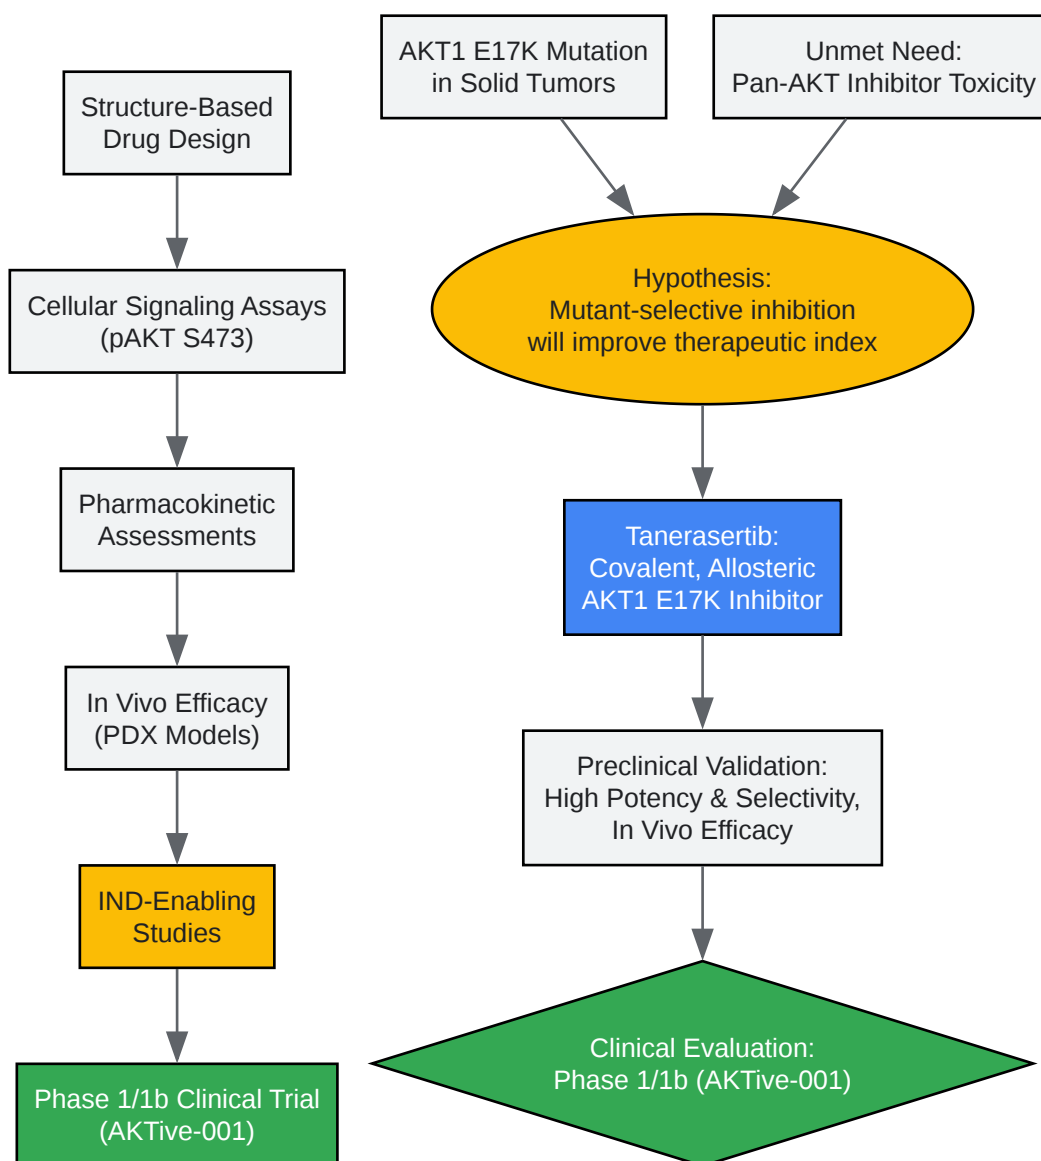 Structure-Based
Drug Design
Cellular Signaling Assays
(pAKT S473)
Pharmacokinetic
Assessments
In Vivo Efficacy
(PDX Models)
IND-Enabling
Studies
Phase 1/1b Clinical Trial
(AKTive-001)
AKT1 E17K Mutation
in Solid Tumors
Unmet Need:
Pan-AKT Inhibitor Toxicity
Hypothesis:
Mutant-selective inhibition
will improve therapeutic index
Tanerasertib:
Covalent, Allosteric
AKT1 E17K Inhibitor
Preclinical Validation:
High Potency & Selectivity,
In Vivo Efficacy
Clinical Evaluation:
Phase 1/1b (AKTive-001)